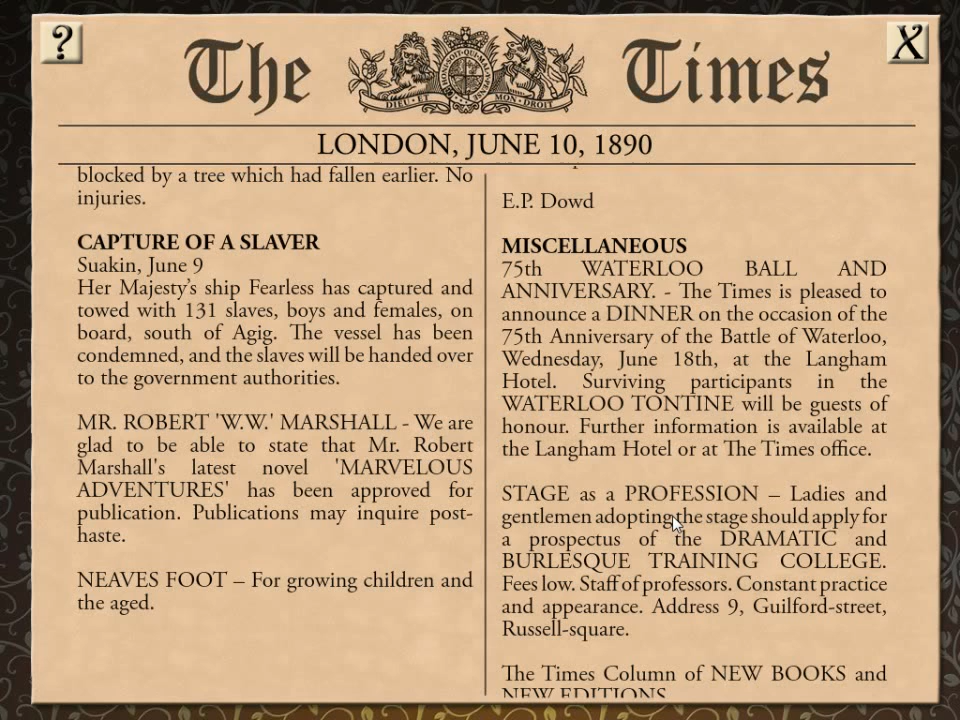 ?
The Times
X
DIEU · ET MON · DROIT
LONDON, JUNE 10, 1890
blocked by a tree which had fallen earlier. No
injuries.
CAPTURE OF A SLAVER
Suakin, June 9
Her Majesty's ship Fearless has captured and
towed with 131 slaves, boys and females, on
board, south of Agig. The vessel has been
condemned, and the slaves will be handed over
to the government authorities.
MR. ROBERT 'W.W.' MARSHALL - We are
glad to be able to state that Mr. Robert
Marshall's latest novel 'MARVELOUS
ADVENTURES' has been approved for
publication. Publications may inquire post-
haste.
NEAVES FOOT – For growing children and
the aged.
E.P. Dowd
MISCELLANEOUS
75th WATERLOO BALL AND
ANNIVERSARY. - The Times is pleased to
announce a DINNER on the occasion of the
75th Anniversary of the Battle of Waterloo,
Wednesday, June 18th, at the Langham
Hotel. Surviving participants in the
WATERLOO TONTINE will be guests of
honour. Further information is available at
the Langham Hotel or at The Times office.
STAGE as a PROFESSION – Ladies and
gentlemen adopting the stage should apply for
a prospectus of the DRAMATIC and
BURLESQUE TRAINING COLLEGE.
Fees low. Staff of professors. Constant practice
and appearance. Address 9, Guilford-street,
Russell-square.
The Times Column of NEW BOOKS and
NEW EDITIONS